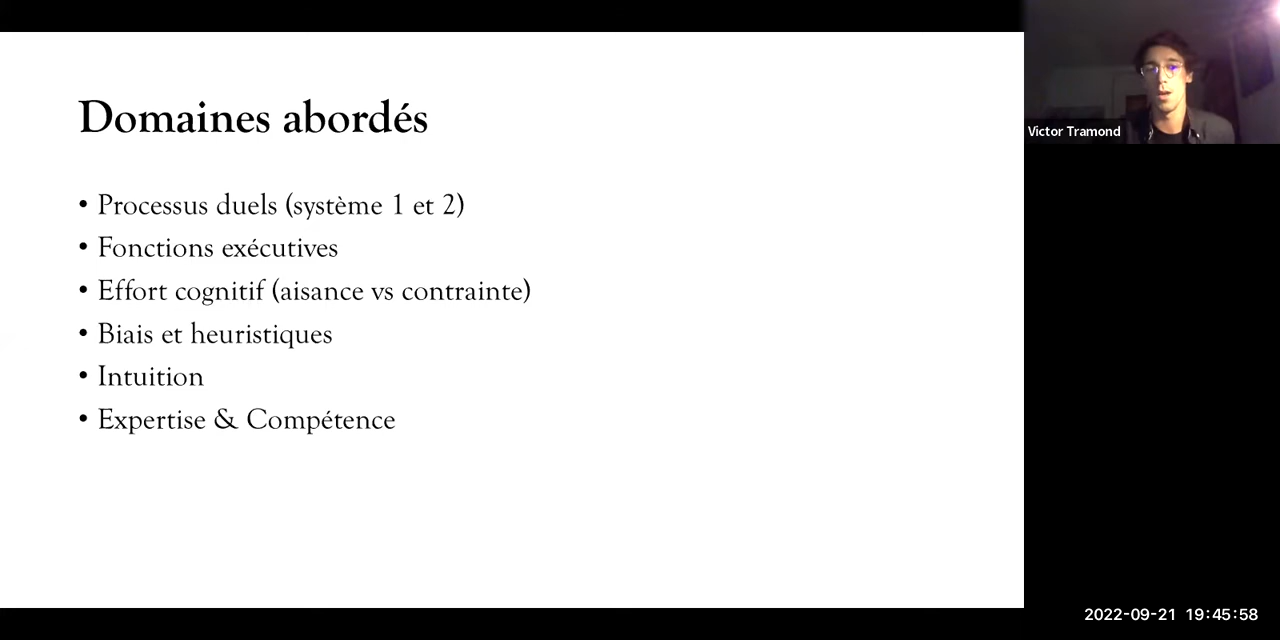 Domaines abordés
• Processus duels (système 1 et 2)
• Fonctions exécutives
• Effort cognitif (aisance vs contrainte)
• Biais et heuristiques
• Intuition
• Expertise & Compétence
Victor Tramond
2022-09-21 19:45:58